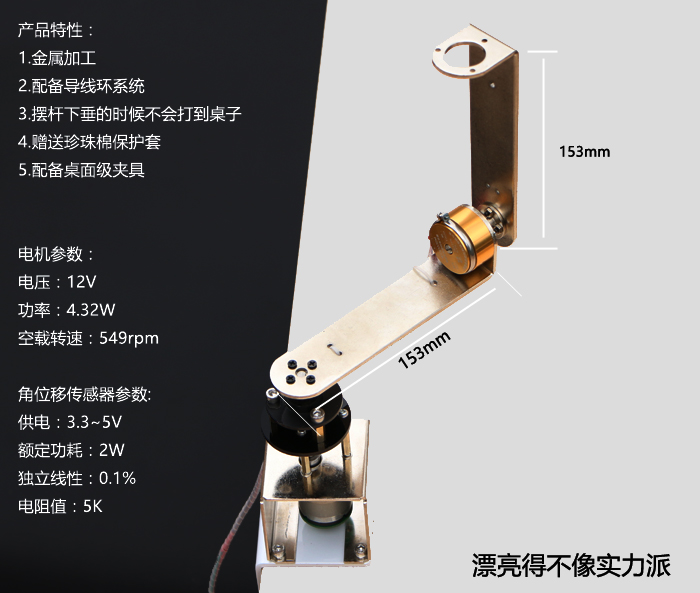 产品特性：
1.金属加工
2.配备导线环系统
3.摆杆下垂的时候不会打到桌子
4.赠送珍珠棉保护套
5.配备桌面级夹具
电机参数：
电压：12V
功率：4.32W
空载转速：549rpm
角位移传感器参数:
供电：3.3~5V
额定功耗：2W
独立线性：0.1%
电阻值：5K
153mm
153mm
漂亮得不像实力派